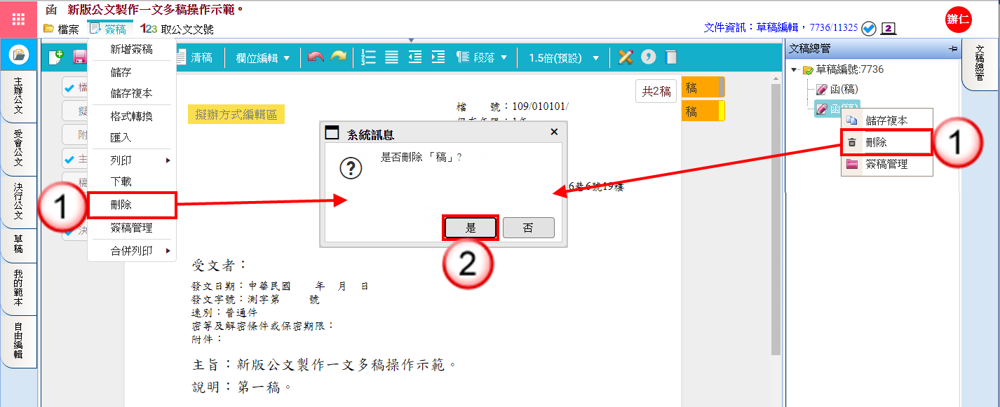 函 新版公文製作一文多稿操作示範。
檔案 簽稿 123 取公文文號
文件資訊：草稿編輯，7736/11325 2
辦仁
主辦公文
受會公文
決行公文
草稿
我的範本
自由編輯
新增簽稿
儲存
儲存複本
格式轉換
匯入
列印
下載
刪除
簽稿管理
合併列印
1
清稿 欄位編輯 段落 1.5倍(預設)
檔
擬
附
主
稿
決
擬辦方式編輯區
共2稿
稿
稿
檔 號：109/010101/
保存年限：1年
系統訊息
是否刪除 「稿」?
是 否
2
6巷6號19樓
受文者：
發文日期：中華民國 年 月 日
發文字號：測字第 號
速別：普通件
密等及解密條件或保密期限：
附件：
主旨：新版公文製作一文多稿操作示範。
說明：第一稿。
文稿總管
草稿編號:7736
函(稿)
函(稿)
儲存複本
刪除
簽稿管理
1
文稿總管